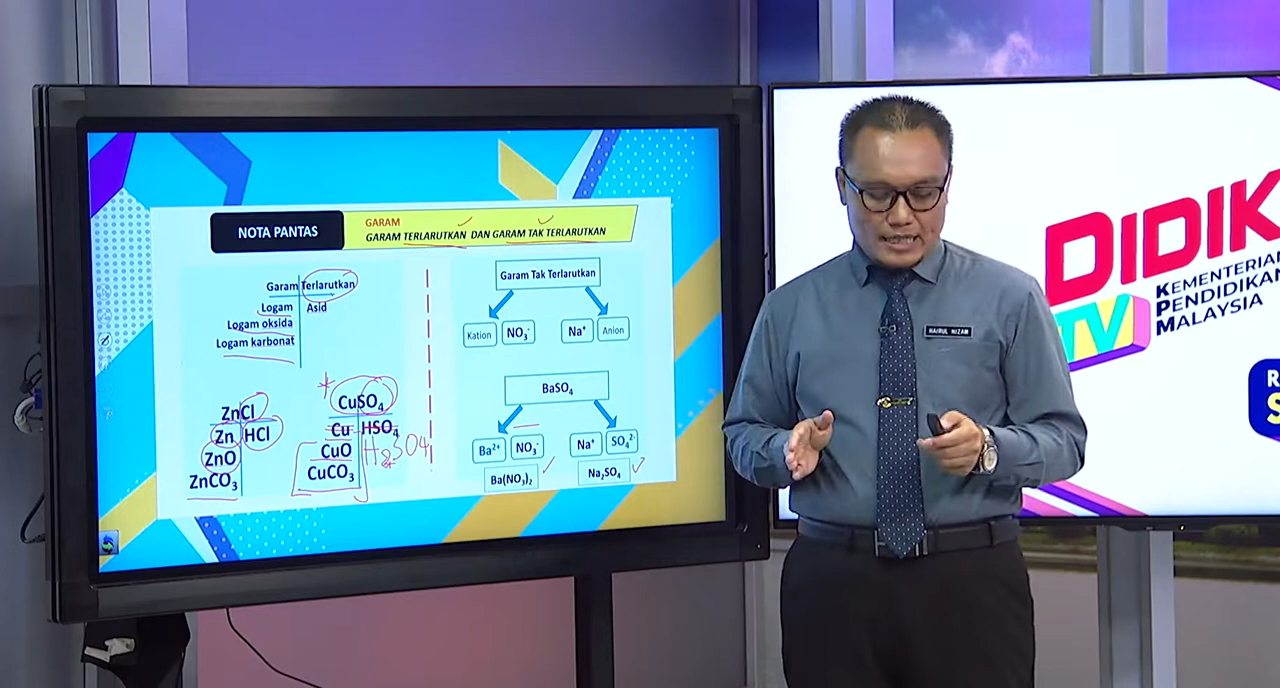 NOTA PANTAS
GARAM
GARAM TERLARUTKAN DAN GARAM TAK TERLARUTKAN
Garam Terlarutkan
Logam Asid
Logam oksida
Logam karbonat
ZnCl
Zn HCl
ZnO
ZnCO₃
* CuSO₄
Cu HSO₄
CuO H₂SO₄
CuCO₃
Garam Tak Terlarutkan
Kation NO₃⁻ Na⁺ Anion
BaSO₄
Ba²⁺ NO₃⁻ Na⁺ SO₄²⁻
Ba(NO₃)₂ Na₂SO₄
HAIRUL NIZAM
DIDIK
TV
KEMENTERIAN
PENDIDIKAN
MALAYSIA
R
S